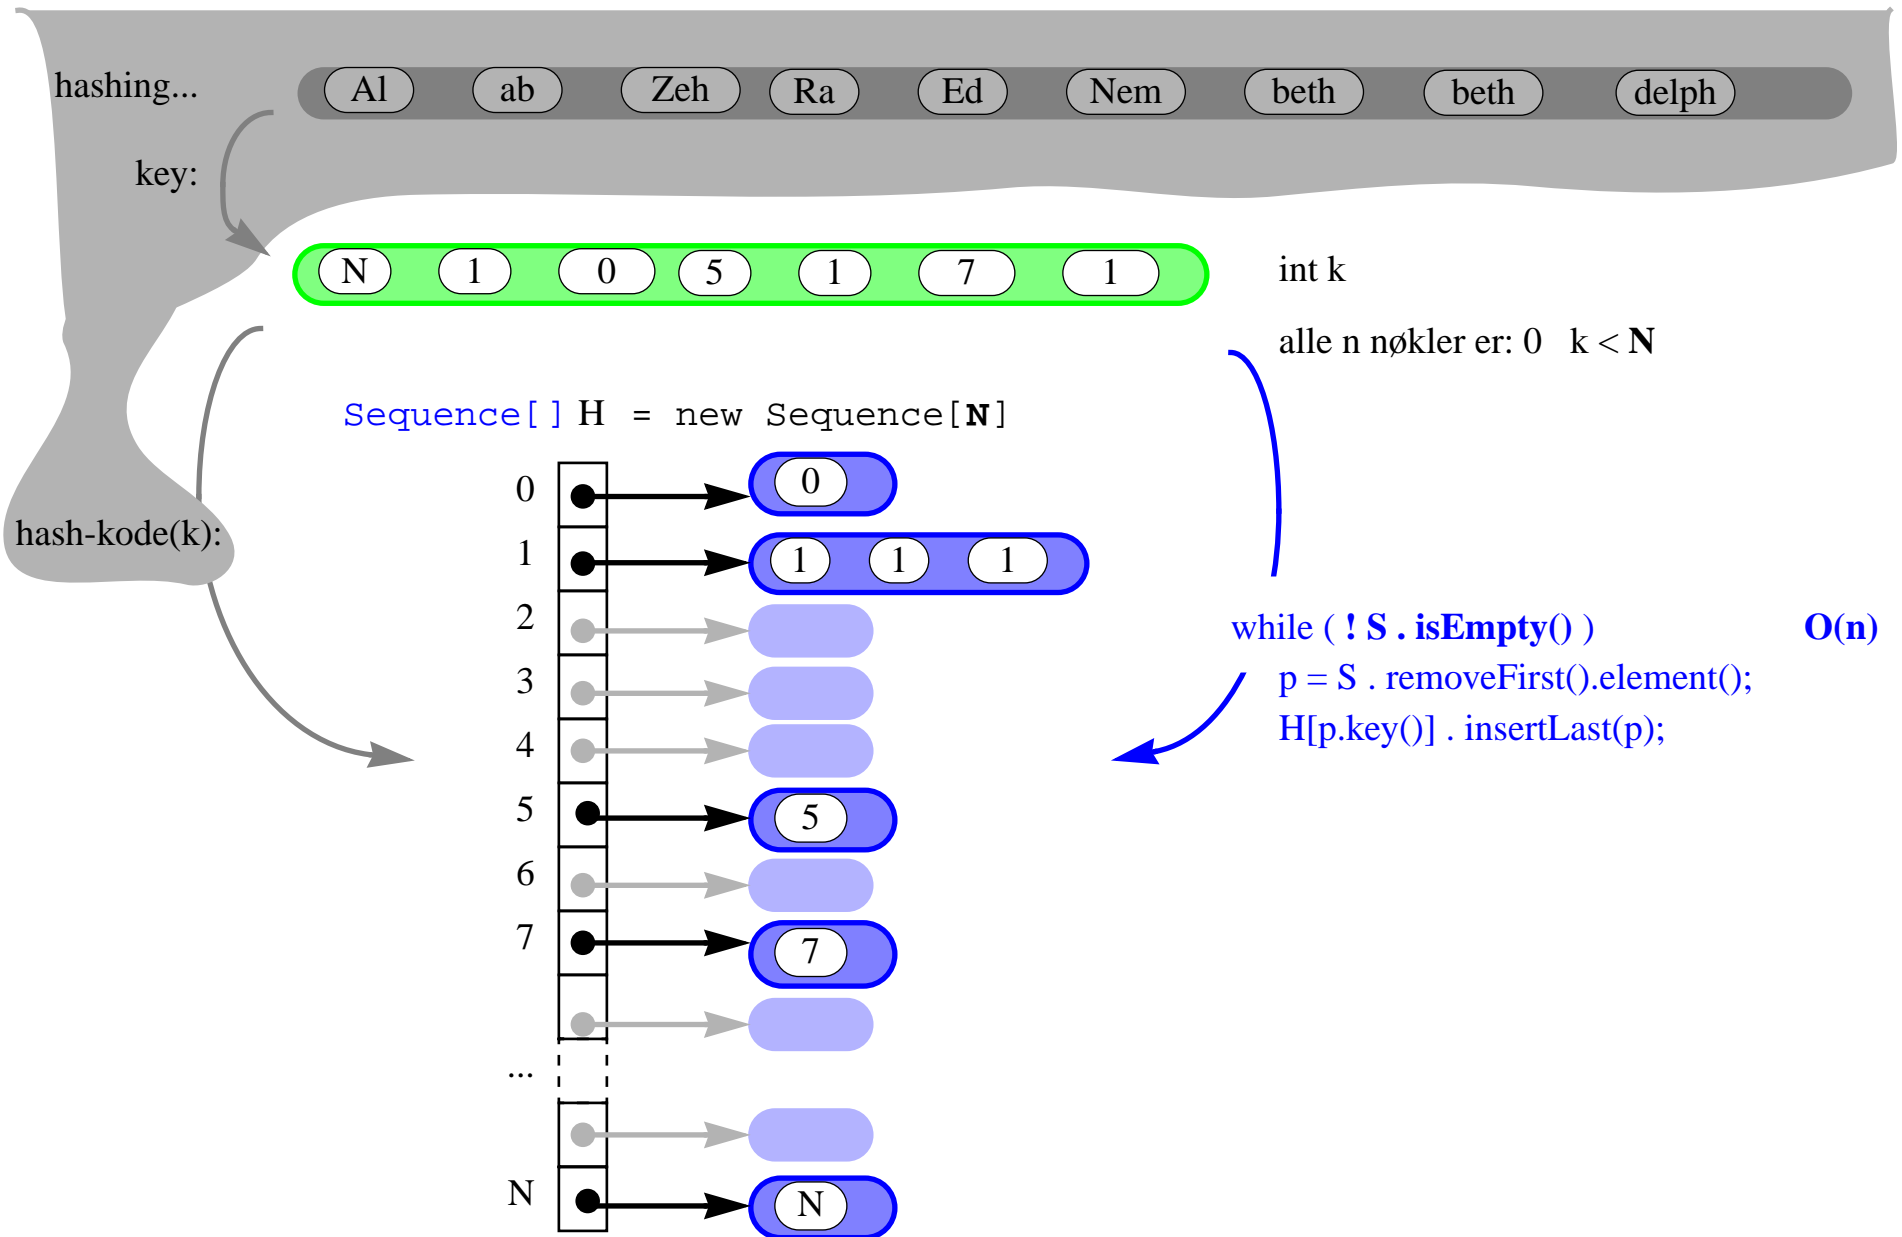 hashing... Al ab Zeh Ra Ed Nem beth beth delph
key:
N 1 0 5 1 7 1 int k
alle n nøkler er: 0 k < N
Sequence[] H = new Sequence[N]
0 0
hash-kode(k):
1 1 1 1
2
while ( ! S . isEmpty() ) O(n)
3
p = S . removeFirst().element();
4
H[p.key()] . insertLast(p);
5 5
6
7 7
...
N N